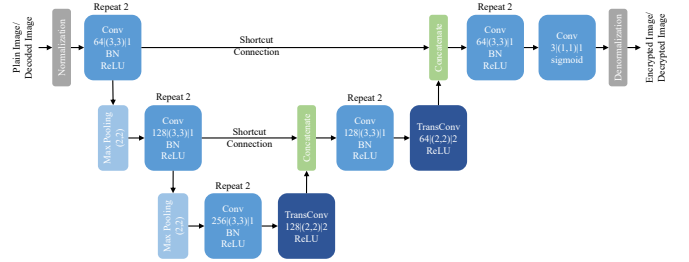 Plain Image/
Decoded Image
Normalization
Repeat 2
Conv
64|(3,3)|1
BN
ReLU
Shortcut
Connection
Concatenate
Repeat 2
Conv
64|(3,3)|1
BN
ReLU
Conv
3|(1,1)|1
sigmoid
Denormalization
Encrypted Image/
Decrypted Image
Max Pooling
(2,2)
Repeat 2
Conv
128|(3,3)|1
BN
ReLU
Shortcut
Connection
Concatenate
Repeat 2
Conv
128|(3,3)|1
BN
ReLU
TransConv
64|(2,2)|2
ReLU
Max Pooling
(2,2)
Repeat 2
Conv
256|(3,3)|1
BN
ReLU
TransConv
128|(2,2)|2
ReLU